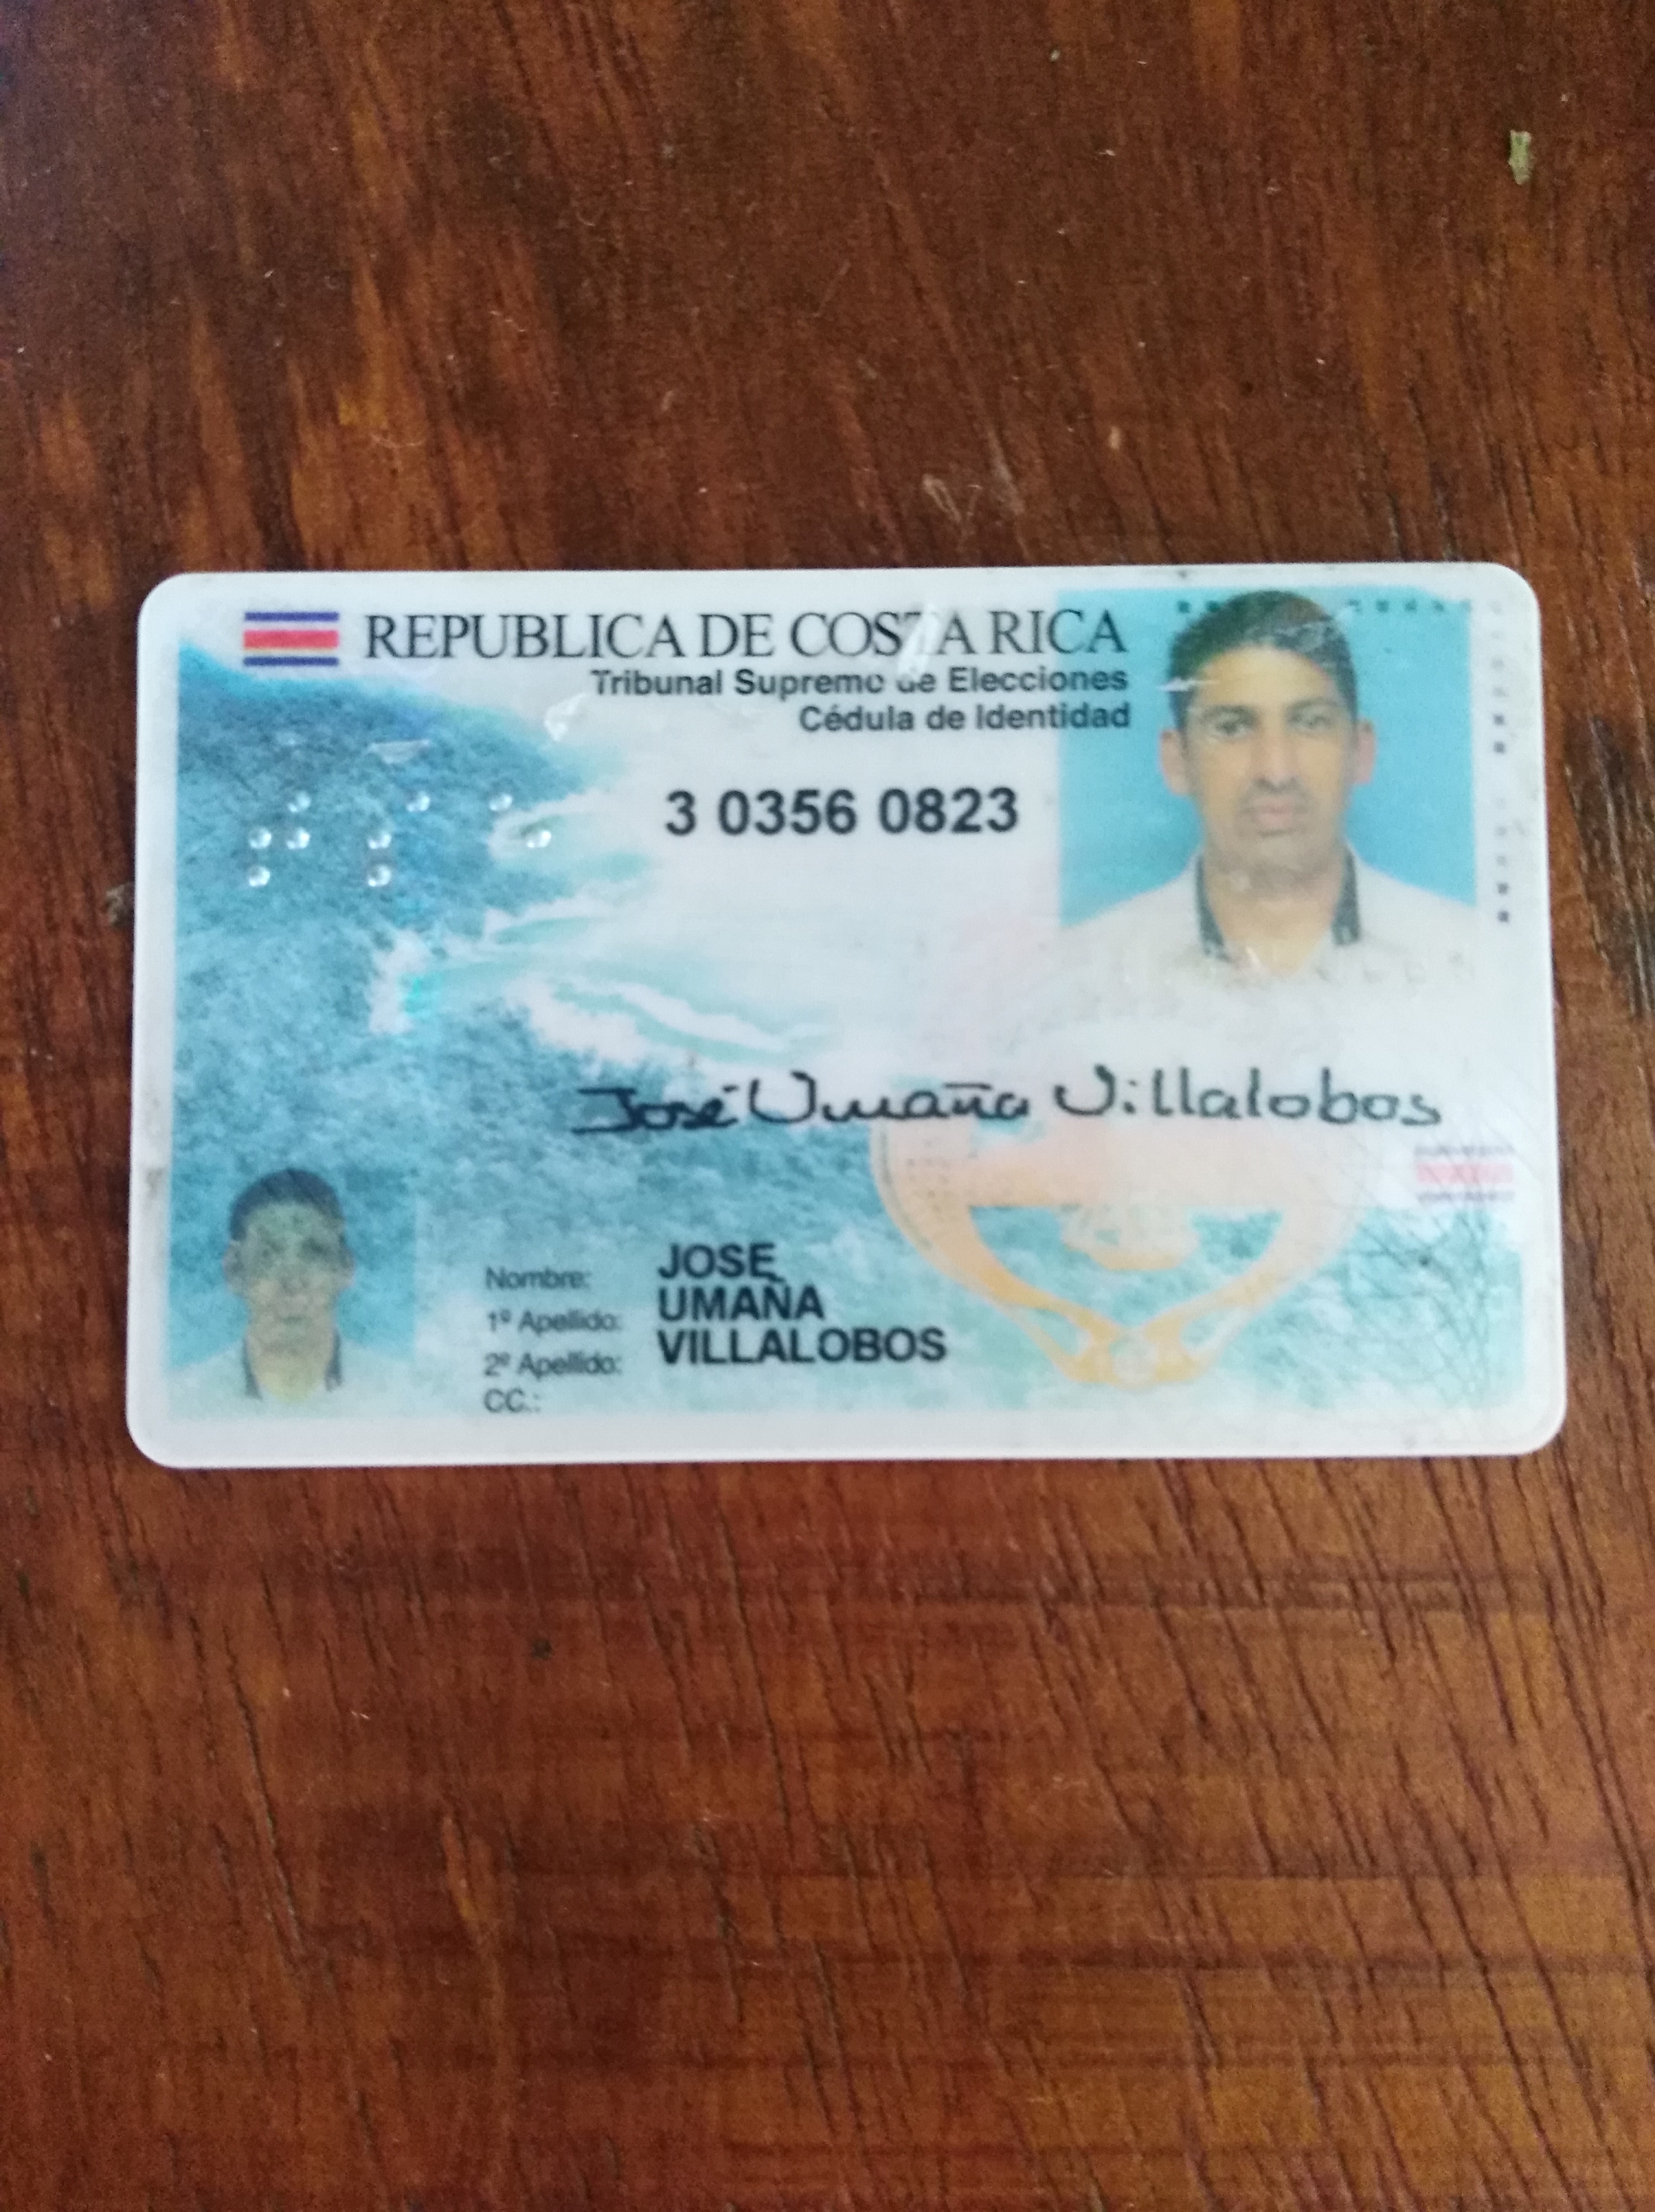 REPUBLICA DE COSTA RICA
Tribunal Supremo de Elecciones
Cédula de Identidad
3 0356 0823
José Umaña Villalobos
Nombre: JOSE
1º Apellido: UMAÑA
2º Apellido: VILLALOBOS
CC.: